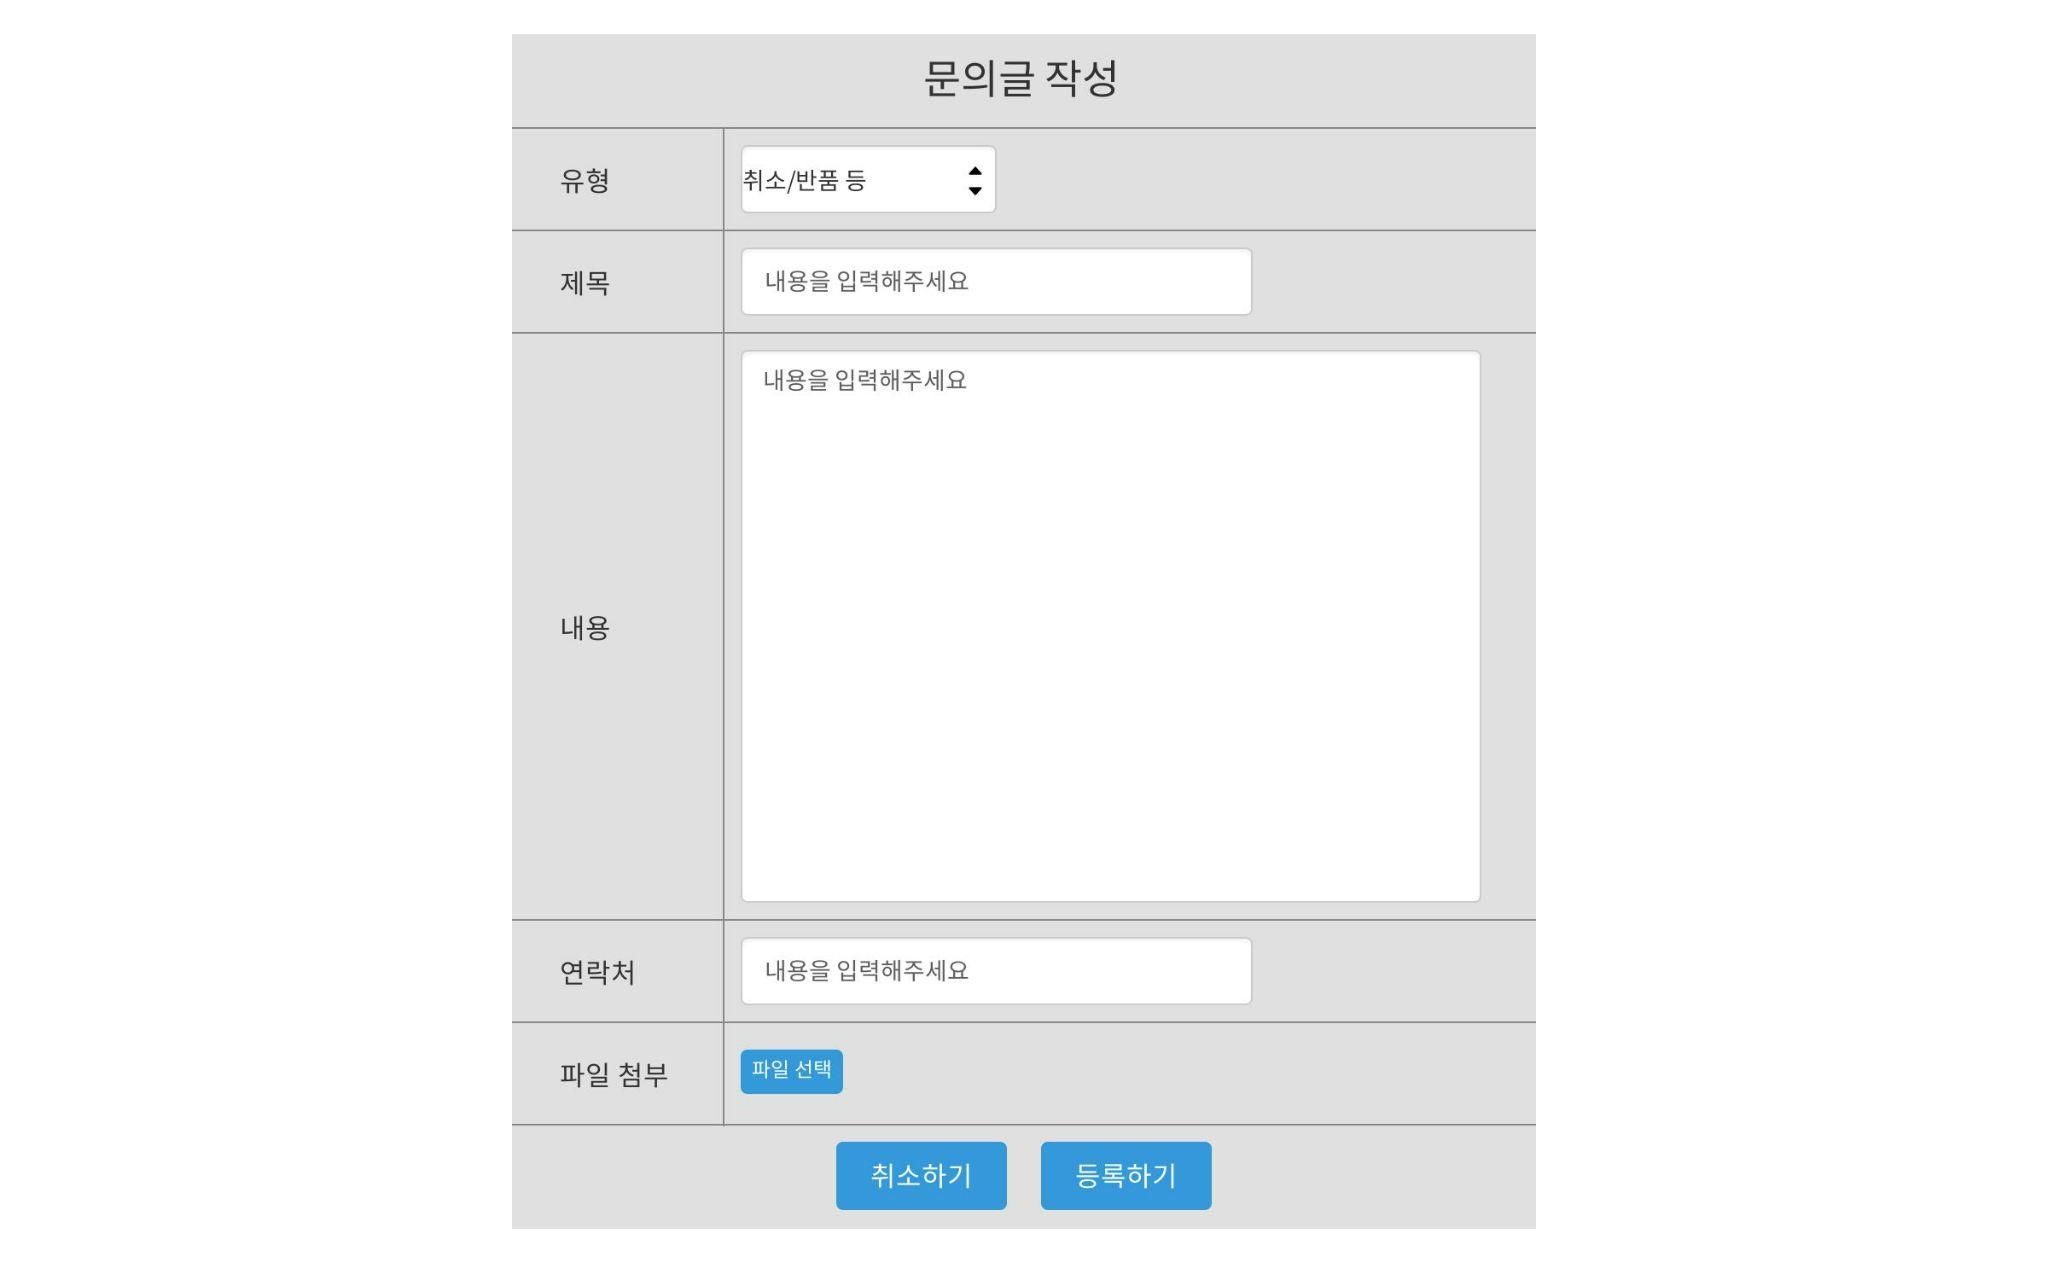 문의글 작성
유형
취소/반품 등
제목
내용을 입력해주세요
내용
내용을 입력해주세요
연락처
내용을 입력해주세요
파일 첨부
파일 선택
취소하기
등록하기